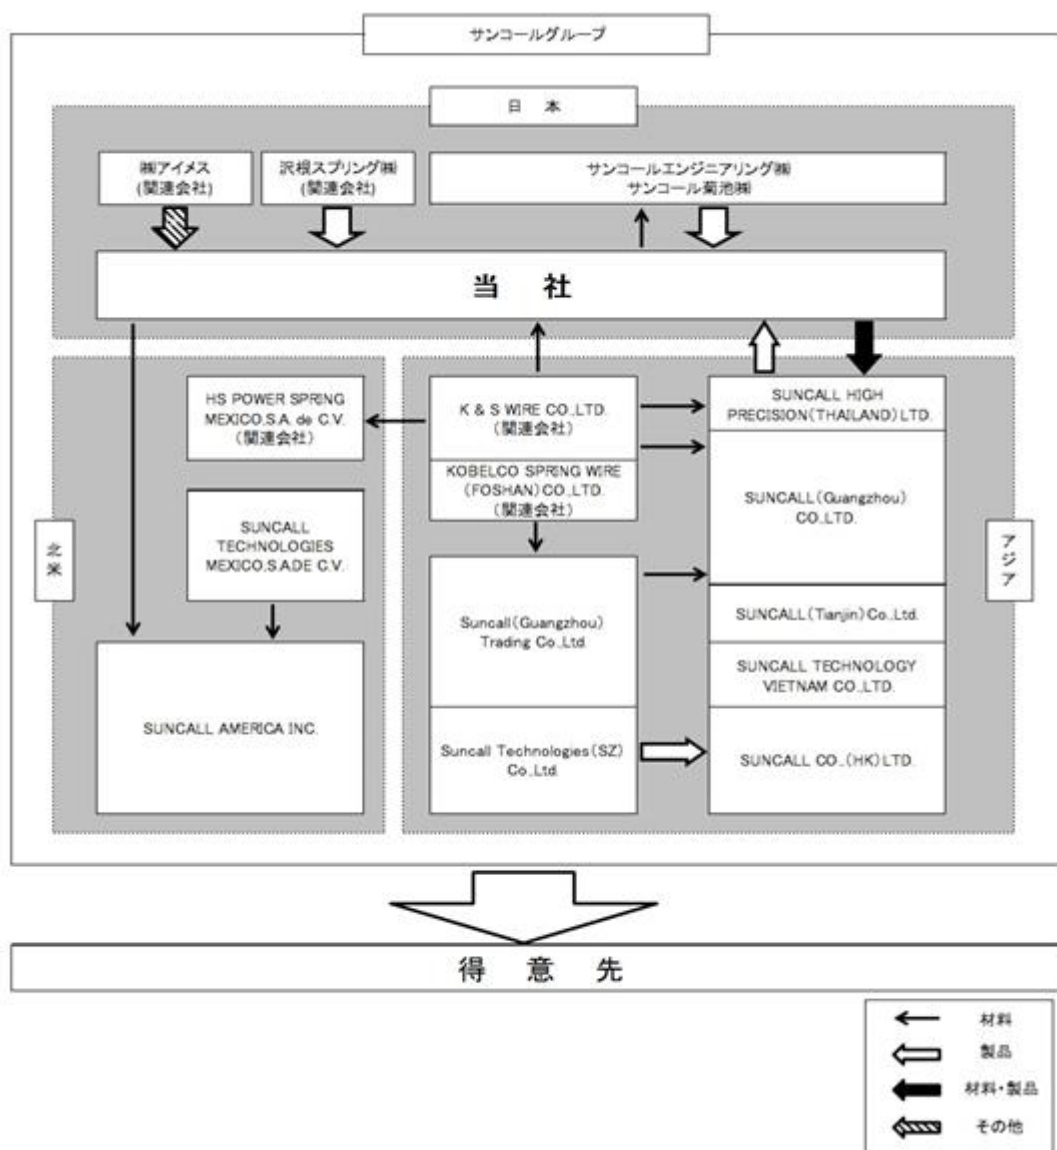 サンコールグループ
日 本
㈱アイメス
(関連会社)
沢根スプリング㈱
(関連会社)
サンコールエンジニアリング㈱
サンコール菊池㈱
当 社
HS POWER SPRING
MEXICO,S.A. de C.V.
(関連会社)
SUNCALL
TECHNOLOGIES
MEXICO,S.A.DE C.V.
北米
SUNCALL AMERICA INC.
K & S WIRE CO.,LTD.
(関連会社)
KOBELCO SPRING WIRE
(FOSHAN)CO.,LTD.
(関連会社)
Suncall(Guangzhou)
Trading Co.,Ltd.
Suncall Technologies(SZ)
Co.,Ltd.
SUNCALL HIGH
PRECISION(THAILAND)LTD.
SUNCALL(Guangzhou)
CO.,LTD.
SUNCALL(Tianjin)Co.,Ltd.
SUNCALL TECHNOLOGY
VIETNAM CO.,LTD.
SUNCALL CO.,(HK)LTD.
アジア
得 意 先
材料
製品
材料・製品
その他